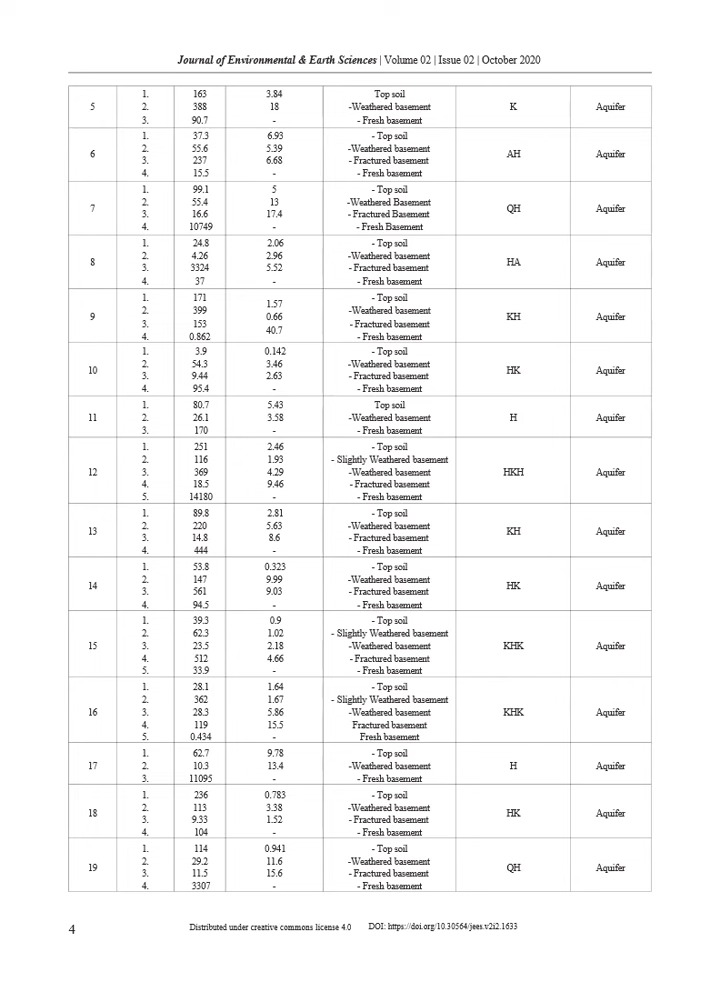 Journal of Environmental & Earth Sciences | Volume 02 | Issue 02 | October 2020
5 1. 163 3.84 Top soil K Aquifer
2. 388 18 -Weathered basement
3. 90.7 - - Fresh basement
6 1. 37.3 6.93 - Top soil AH Aquifer
2. 55.6 5.39 -Weathered basement
3. 237 6.68 - Fractured basement
4. 15.5 - - Fresh basement
7 1. 99.1 5 - Top soil QH Aquifer
2. 55.4 13 -Weathered Basement
3. 16.6 17.4 - Fractured Basement
4. 10749 - - Fresh Basement
8 1. 24.8 2.06 - Top soil HA Aquifer
2. 4.26 2.96 -Weathered basement
3. 3324 5.52 - Fractured basement
4. 37 - - Fresh basement
9 1. 171 1.57 - Top soil KH Aquifer
2. 399 0.66 -Weathered basement
3. 153 40.7 - Fractured basement
4. 0.862 - Fresh basement
10 1. 3.9 0.142 - Top soil HK Aquifer
2. 54.3 3.46 -Weathered basement
3. 9.44 2.63 - Fractured basement
4. 95.4 - - Fresh basement
11 1. 80.7 5.43 Top soil H Aquifer
2. 26.1 3.58 -Weathered basement
3. 170 - - Fresh basement
12 1. 251 2.46 - Top soil HKH Aquifer
2. 116 1.93 - Slightly Weathered basement
3. 369 4.29 -Weathered basement
4. 18.5 9.46 - Fractured basement
5. 14180 - - Fresh basement
13 1. 89.8 2.81 - Top soil KH Aquifer
2. 220 5.63 -Weathered basement
3. 14.8 8.6 - Fractured basement
4. 444 - - Fresh basement
14 1. 53.8 0.323 - Top soil HK Aquifer
2. 147 9.99 -Weathered basement
3. 561 9.03 - Fractured basement
4. 94.5 - - Fresh basement
15 1. 39.3 0.9 - Top soil KHK Aquifer
2. 62.3 1.02 - Slightly Weathered basement
3. 23.5 2.18 -Weathered basement
4. 512 4.66 - Fractured basement
5. 33.9 - - Fresh basement
16 1. 28.1 1.64 - Top soil KHK Aquifer
2. 362 1.67 - Slightly Weathered basement
3. 28.3 5.86 -Weathered basement
4. 119 15.5 Fractured basement
5. 0.434 - Fresh basement
17 1. 62.7 9.78 - Top soil H Aquifer
2. 10.3 13.4 -Weathered basement
3. 11095 - - Fresh basement
18 1. 236 0.783 - Top soil HK Aquifer
2. 113 3.38 -Weathered basement
3. 9.33 1.52 - Fractured basement
4. 104 - - Fresh basement
19 1. 114 0.941 - Top soil QH Aquifer
2. 29.2 11.6 -Weathered basement
3. 11.5 15.6 - Fractured basement
4. 3307 - - Fresh basement
4 Distributed under creative commons license 4.0 DOI: https://doi.org/10.30564/jees.v2i2.1633